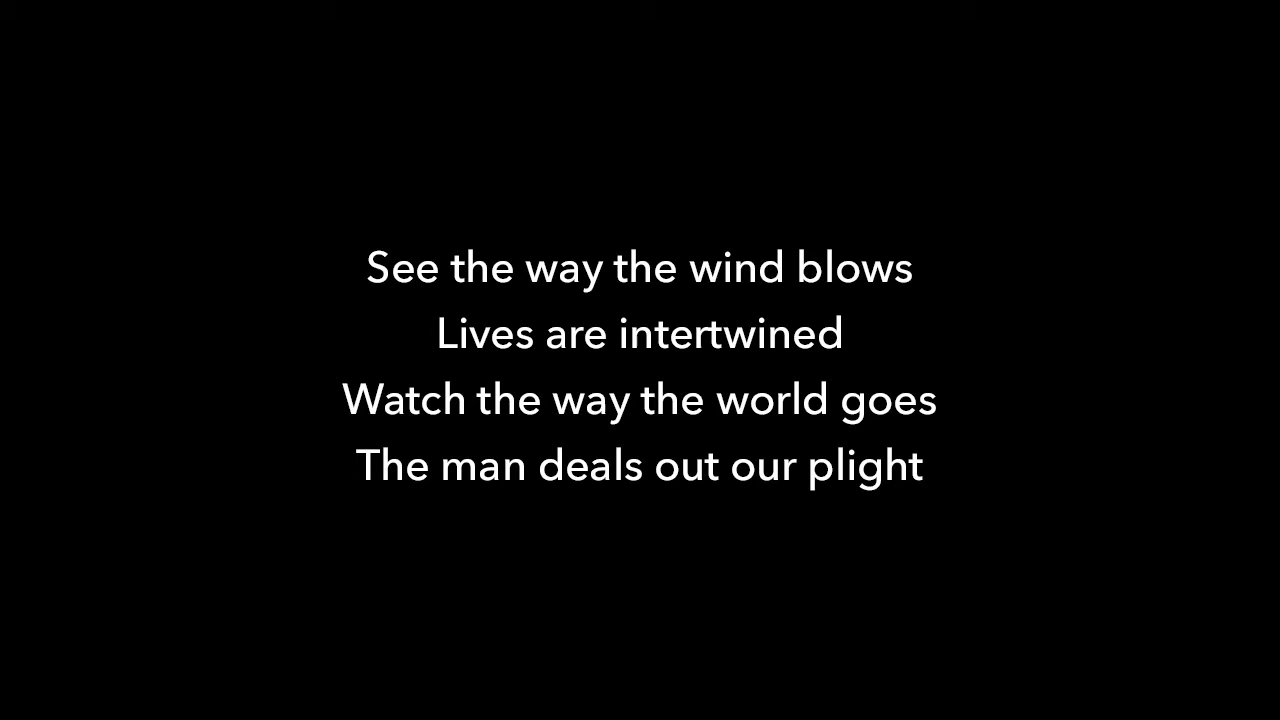 See the way the wind blows
Lives are intertwined
Watch the way the world goes
The man deals out our plight